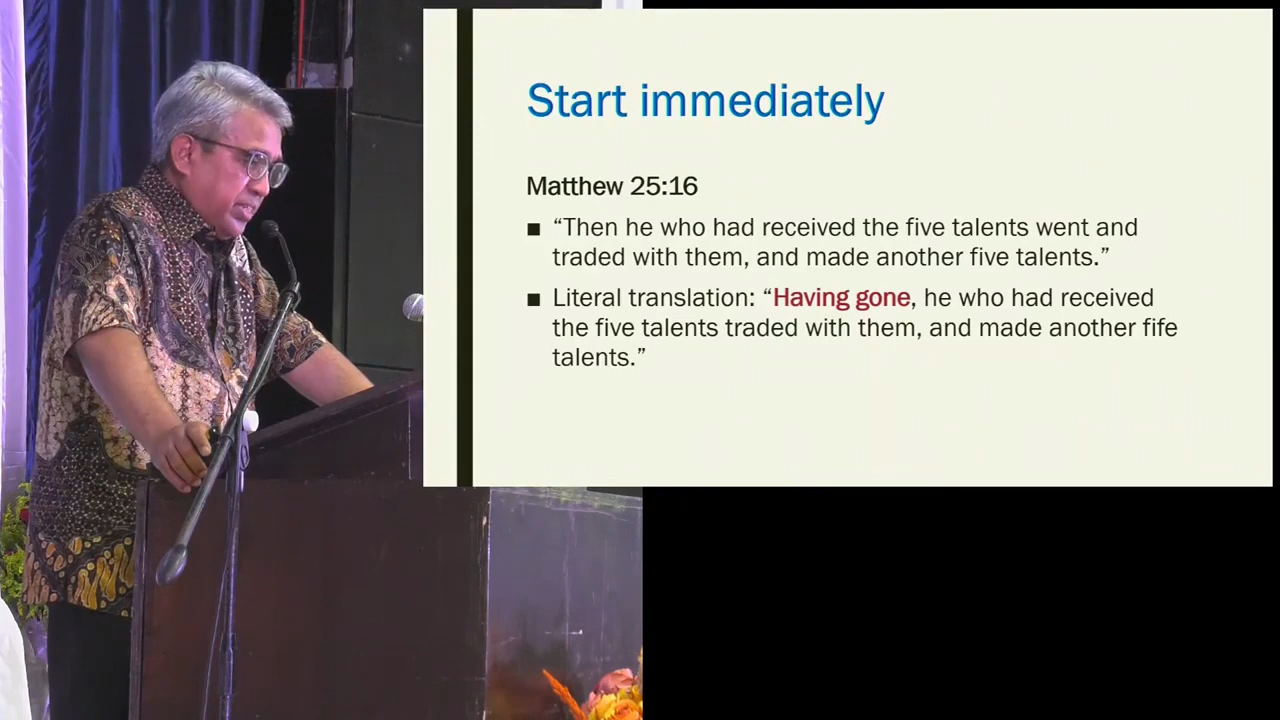 Start immediately
Matthew 25:16
■ “Then he who had received the five talents went and
traded with them, and made another five talents.”
■ Literal translation: “Having gone, he who had received
the five talents traded with them, and made another fife
talents.”